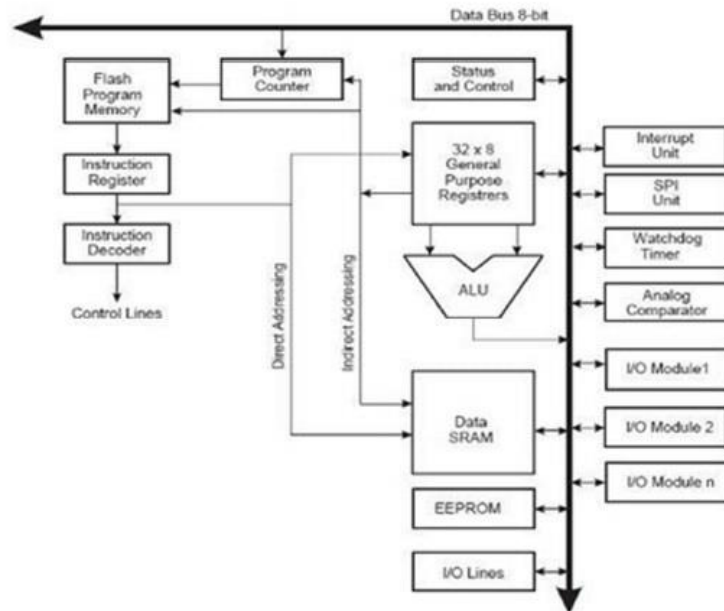 Data Bus 8-bit
Flash
Program
Memory
Program
Counter
Status
and Control
Interrupt
Unit
32 x 8
General
Purpose
Registrers
Instruction
Register
SPI
Unit
Instruction
Decoder
Watchdog
Timer
ALU
Control Lines
Direct Addressing
Indirect Addressing
Analog
Comparator
I/O Module1
Data
SRAM
I/O Module 2
I/O Module n
EEPROM
I/O Lines